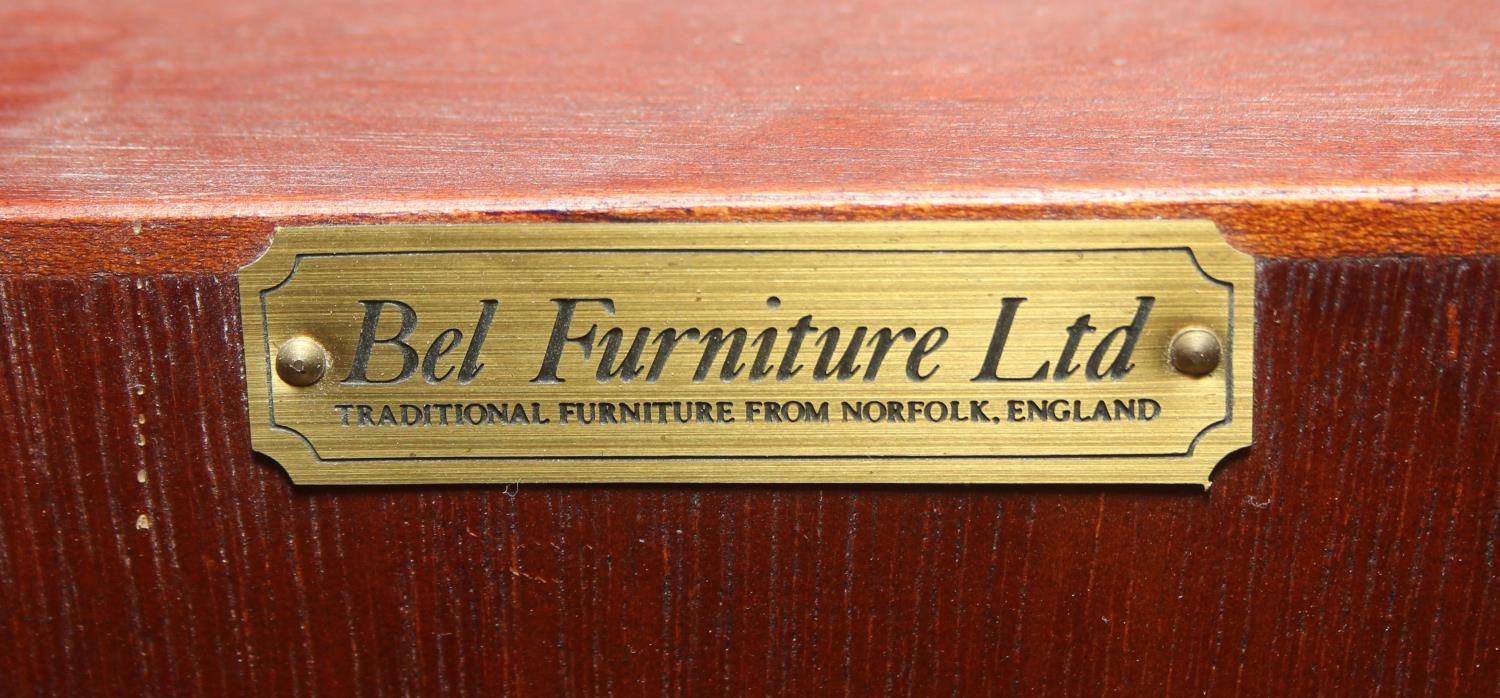 Bel Furniture Ltd
TRADITIONAL FURNITURE FROM NORFOLK, ENGLAND